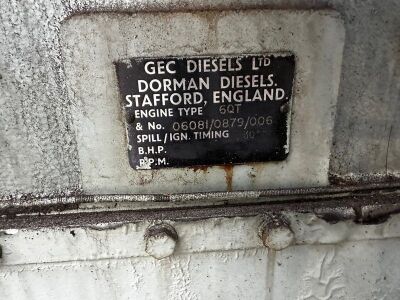 GEC DIESELS LTD
DORMAN DIESELS.
STAFFORD, ENGLAND.
ENGINE TYPE 6QT
& No. 06081/0879/006
SPILL/IGN. TIMING
B.H.P.
R.P.M.